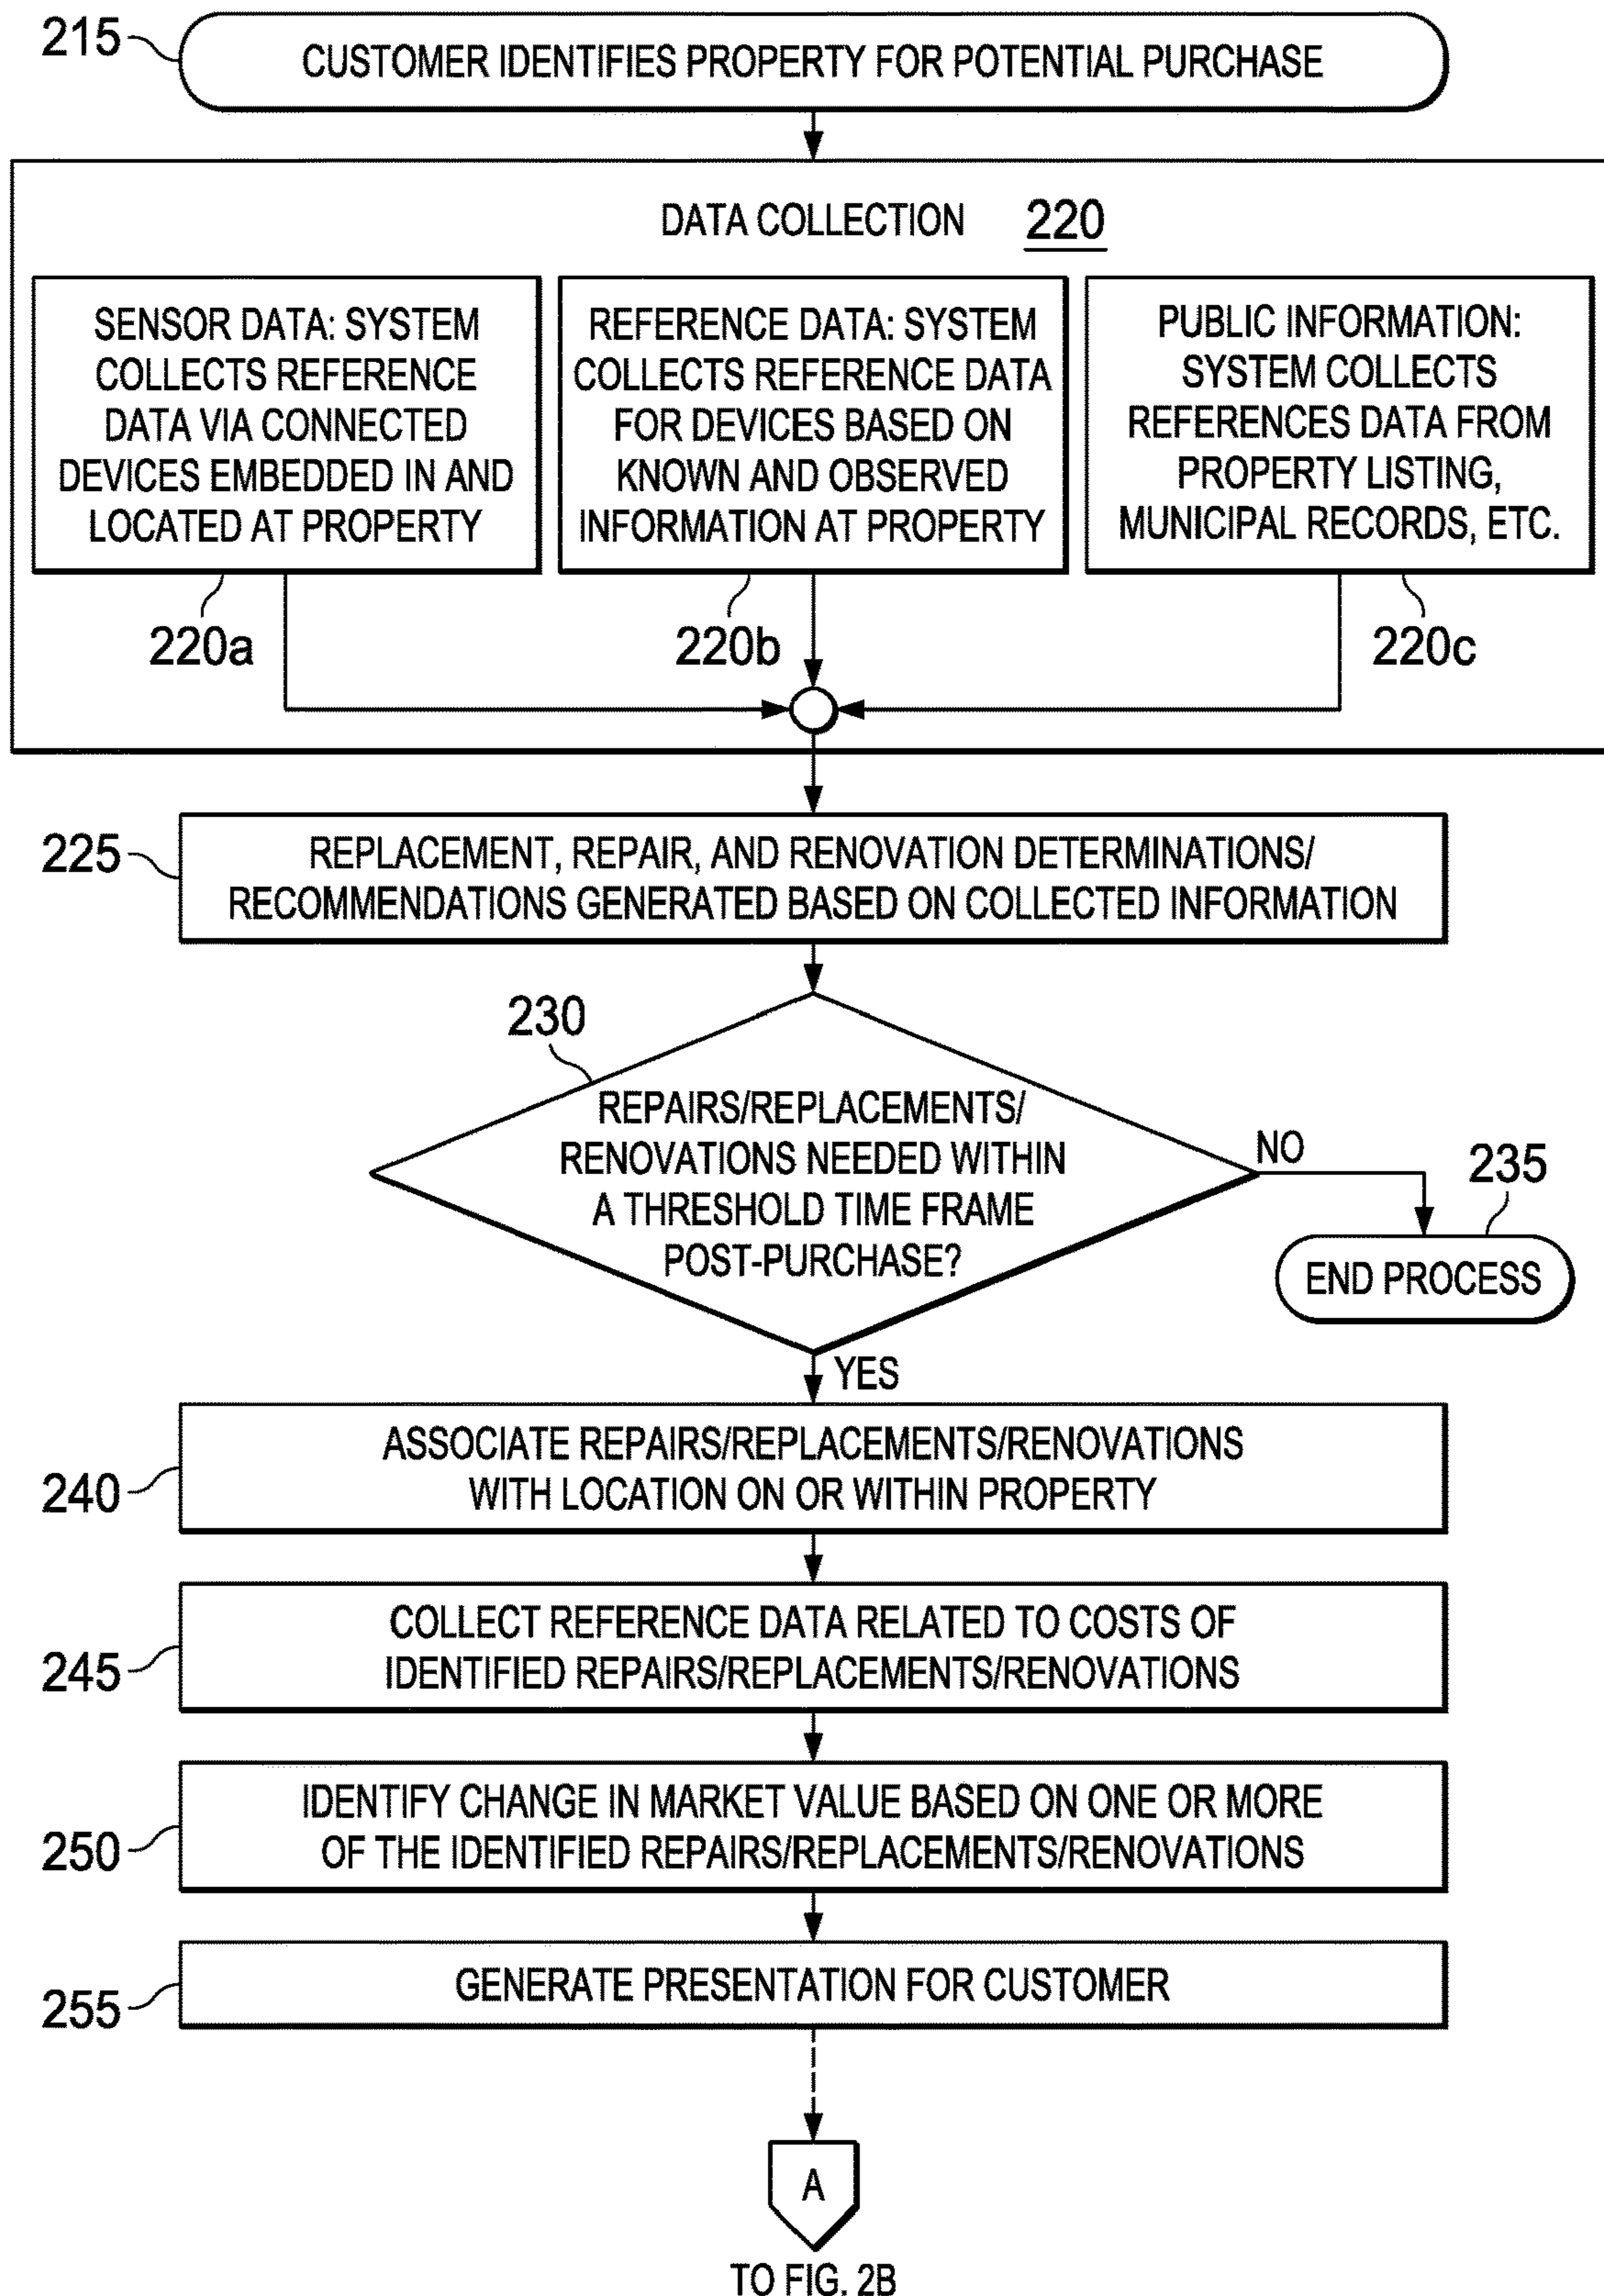 215
CUSTOMER IDENTIFIES PROPERTY FOR POTENTIAL PURCHASE
DATA COLLECTION 220
SENSOR DATA: SYSTEM
COLLECTS REFERENCE
DATA VIA CONNECTED
DEVICES EMBEDDED IN AND
LOCATED AT PROPERTY
220a
REFERENCE DATA: SYSTEM
COLLECTS REFERENCE DATA
FOR DEVICES BASED ON
KNOWN AND OBSERVED
INFORMATION AT PROPERTY
220b
PUBLIC INFORMATION:
SYSTEM COLLECTS
REFERENCES DATA FROM
PROPERTY LISTING,
MUNICIPAL RECORDS, ETC.
220c
225
REPLACEMENT, REPAIR, AND RENOVATION DETERMINATIONS/
RECOMMENDATIONS GENERATED BASED ON COLLECTED INFORMATION
230
REPAIRS/REPLACEMENTS/
RENOVATIONS NEEDED WITHIN
A THRESHOLD TIME FRAME
POST-PURCHASE?
NO
235
END PROCESS
YES
240
ASSOCIATE REPAIRS/REPLACEMENTS/RENOVATIONS
WITH LOCATION ON OR WITHIN PROPERTY
245
COLLECT REFERENCE DATA RELATED TO COSTS OF
IDENTIFIED REPAIRS/REPLACEMENTS/RENOVATIONS
250
IDENTIFY CHANGE IN MARKET VALUE BASED ON ONE OR MORE
OF THE IDENTIFIED REPAIRS/REPLACEMENTS/RENOVATIONS
255
GENERATE PRESENTATION FOR CUSTOMER
A
TO FIG. 2B